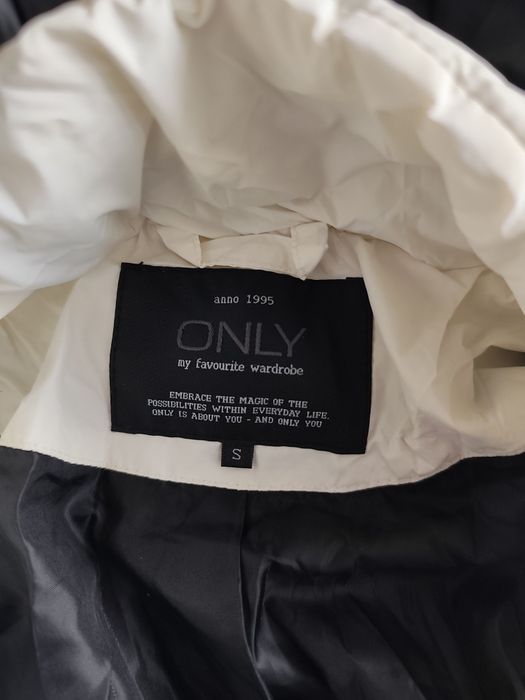 anno 1995
ONLY
my favourite wardrobe
EMBRACE THE MAGIC OF THE
POSSIBILITIES WITHIN EVERYDAY LIFE.
ONLY IS ABOUT YOU - AND ONLY YOU
S